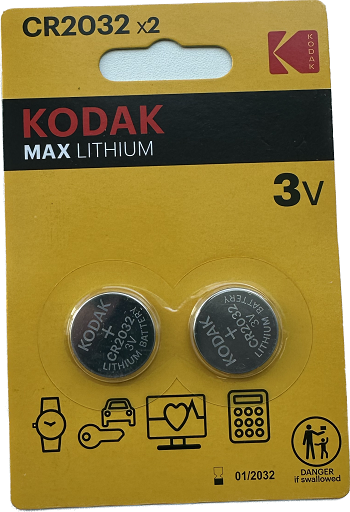 CR2032 x2
KODAK
KODAK
MAX LITHIUM
3V
KODAK
CR2032
3V
LITHIUM BATTERY
KODAK
CR2032
3V
LITHIUM BATTERY
01/2032
DANGER
if swallowed